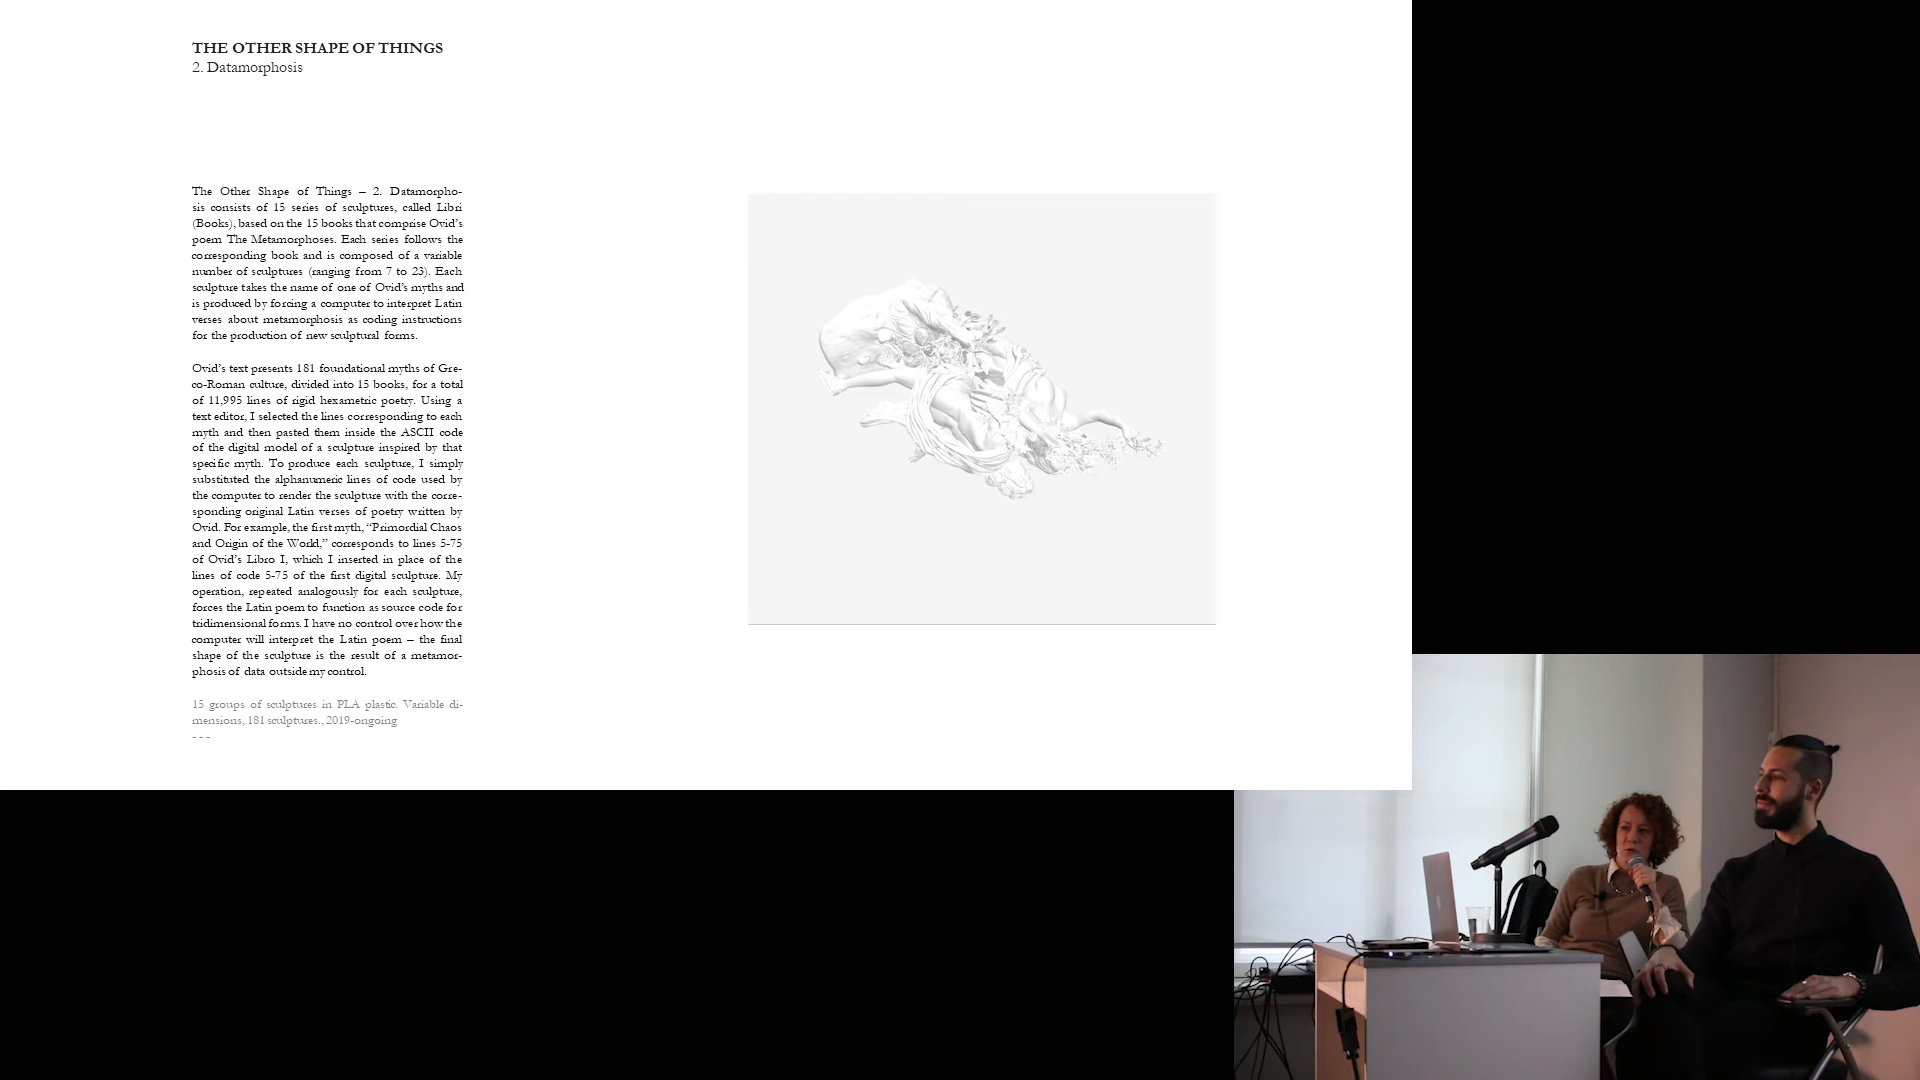 THE OTHER SHAPE OF THINGS
2. Datamorphosis
The Other Shape of Things – 2. Datamorpho-
sis consists of 15 series of sculptures, called Libri
(Books), based on the 15 books that comprise Ovid’s
poem The Metamorphoses. Each series follows the
corresponding book and is composed of a variable
number of sculptures (ranging from 7 to 23). Each
sculpture takes the name of one of Ovid’s myths and
is produced by forcing a computer to interpret Latin
verses about metamorphosis as coding instructions
for the production of new sculptural forms.
Ovid’s text presents 181 foundational myths of Gre-
co-Roman culture, divided into 15 books, for a total
of 11,995 lines of rigid hexametric poetry. Using a
text editor, I selected the lines corresponding to each
myth and then pasted them inside the ASCII code
of the digital model of a sculpture inspired by that
specific myth. To produce each sculpture, I simply
substituted the alphanumeric lines of code used by
the computer to render the sculpture with the corre-
sponding original Latin verses of poetry written by
Ovid. For example, the first myth, “Primordial Chaos
and Origin of the World,” corresponds to lines 5-75
of Ovid’s Libro I, which I inserted in place of the
lines of code 5-75 of the first digital sculpture. My
operation, repeated analogously for each sculpture,
forces the Latin poem to function as source code for
tridimensional forms. I have no control over how the
computer will interpret the Latin poem – the final
shape of the sculpture is the result of a metamor-
phosis of data outside my control.
15 groups of sculptures in PLA plastic. Variable di-
mensions, 181 sculptures., 2019-ongoing
- - -